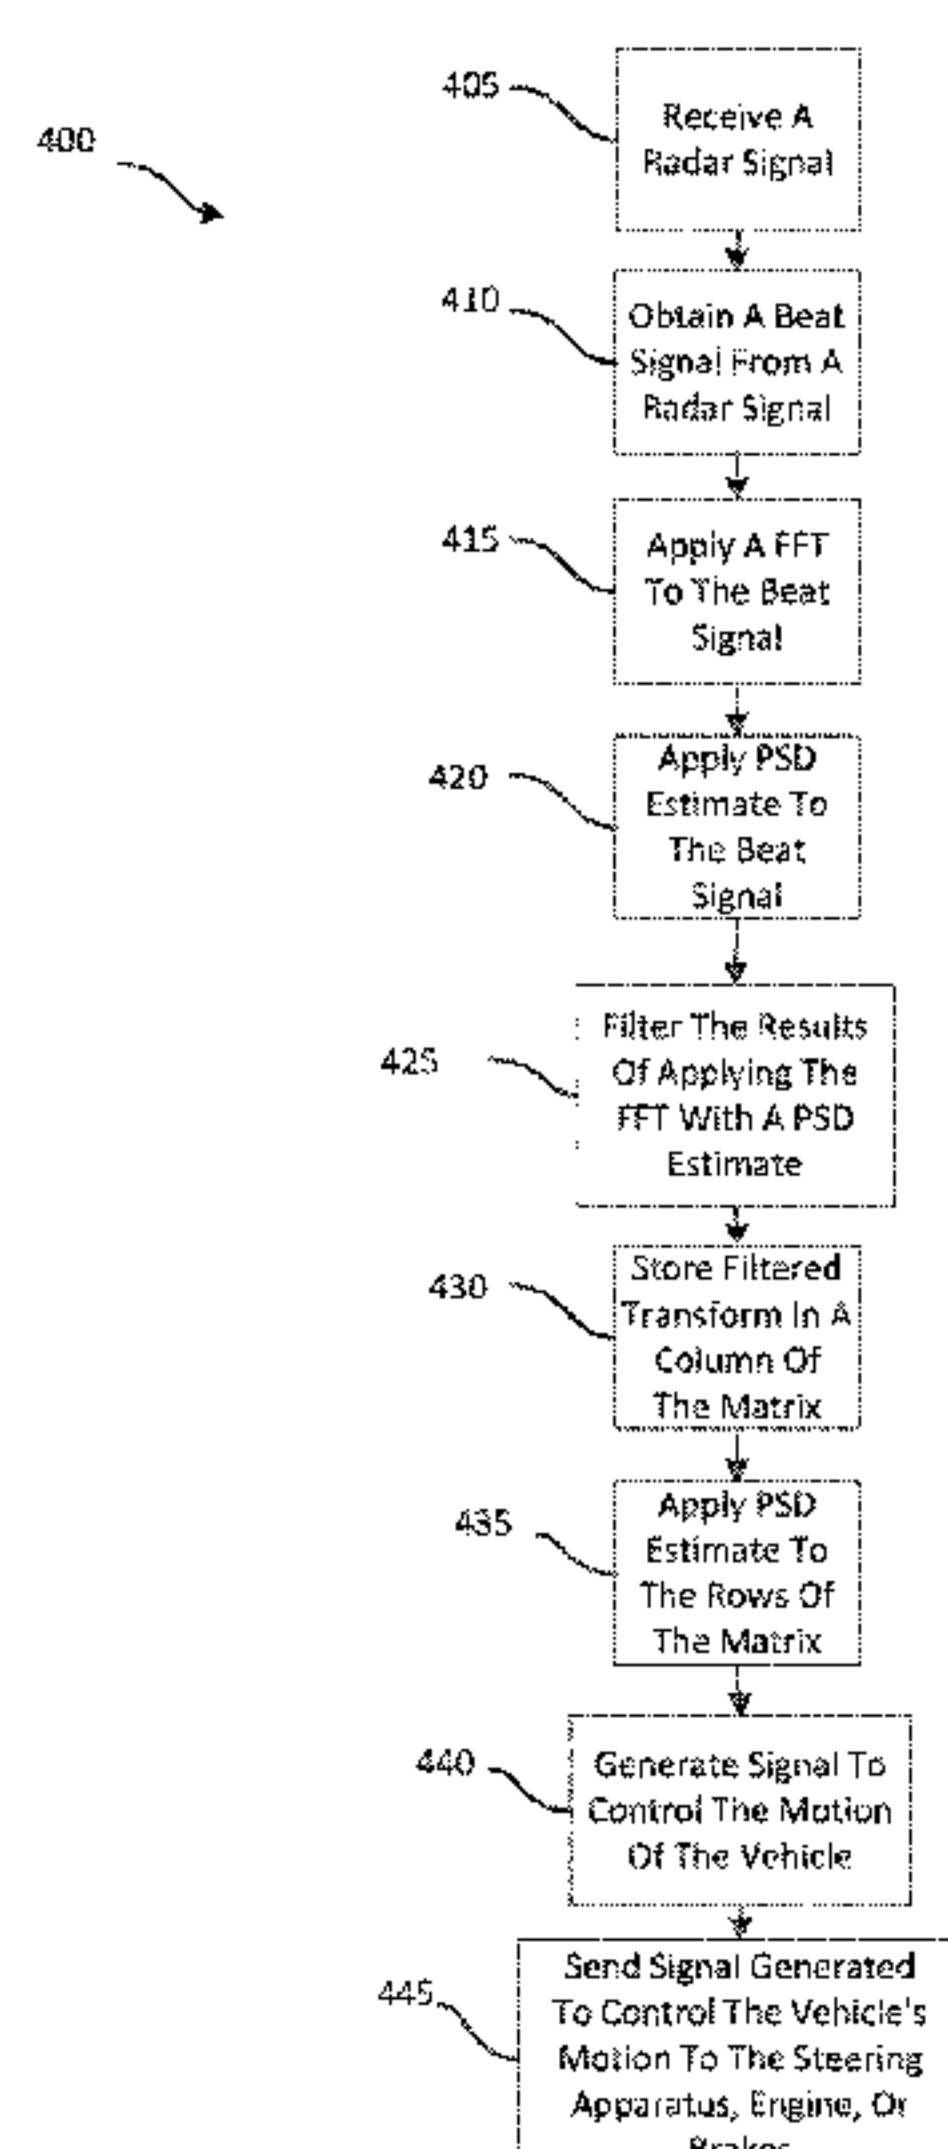 400
405
Receive A
Radar Signal
410
Obtain A Beat
Signal From A
Radar Signal
415
Apply A FFT
To The Beat
Signal
420
Apply PSD
Estimate To
The Beat
Signal
425
Filter The Results
Of Applying The
FFT With A PSD
Estimate
430
Store Filtered
Transform In A
Column Of
The Matrix
435
Apply PSD
Estimate To
The Rows Of
The Matrix
440
Generate Signal To
Control The Motion
Of The Vehicle
445
Send Signal Generated
To Control The Vehicle's
Motion To The Steering
Apparatus, Engine, Or
Brakes